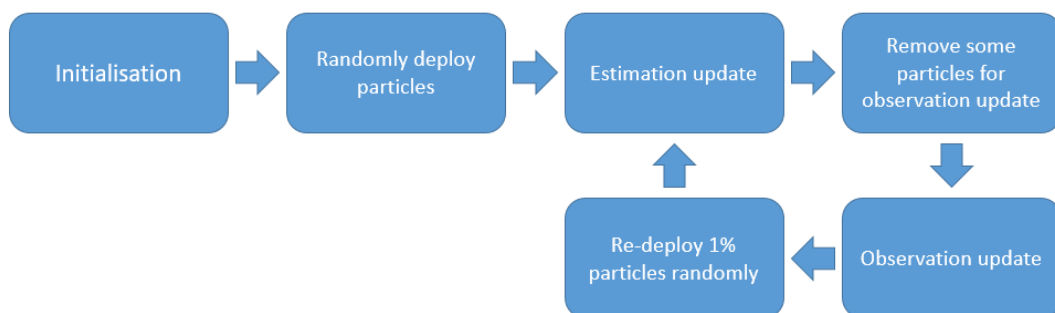 Initialisation
Randomly deploy
particles
Estimation update
Remove some
particles for
observation update
Observation update
Re-deploy 1%
particles randomly